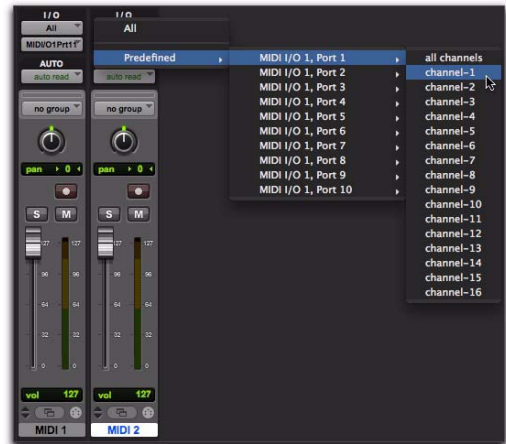 I/O
All
MIDI/O1Prt11
AUTO
auto read
no group
pan 0
S M
127
96
64
32
0
vol 127
MIDI 1
I/O
auto read
no group
pan 0
S M
127
96
64
32
0
vol 127
MIDI 2
All
Predefined
MIDI I/O 1, Port 1
MIDI I/O 1, Port 2
MIDI I/O 1, Port 3
MIDI I/O 1, Port 4
MIDI I/O 1, Port 5
MIDI I/O 1, Port 6
MIDI I/O 1, Port 7
MIDI I/O 1, Port 8
MIDI I/O 1, Port 9
MIDI I/O 1, Port 10
all channels
channel-1
channel-2
channel-3
channel-4
channel-5
channel-6
channel-7
channel-8
channel-9
channel-10
channel-11
channel-12
channel-13
channel-14
channel-15
channel-16